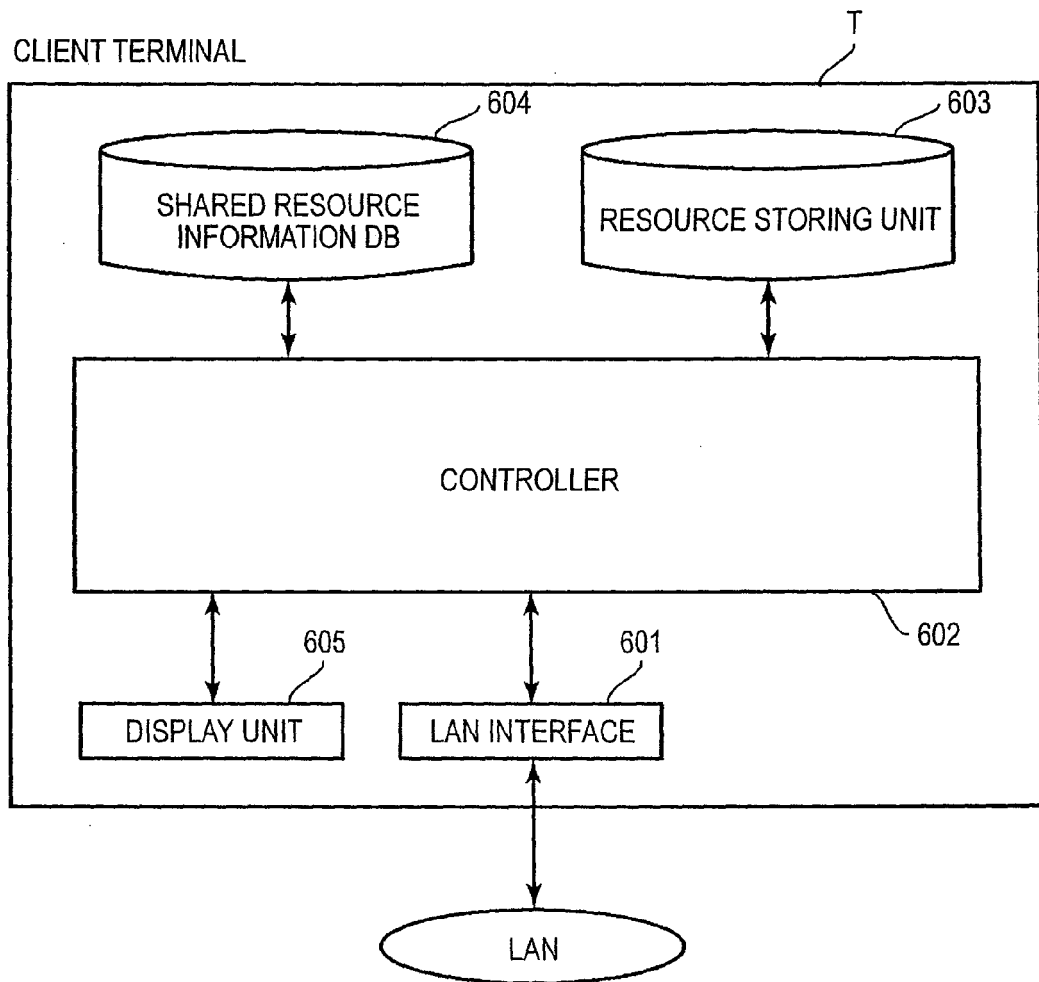 T
CLIENT TERMINAL
604
603
SHARED RESOURCE
INFORMATION DB
RESOURCE STORING UNIT
CONTROLLER
602
605
601
DISPLAY UNIT
LAN INTERFACE
LAN